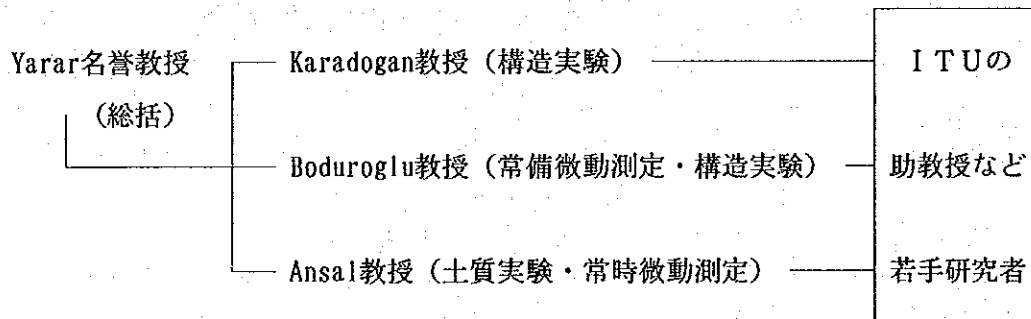 Yarar名誉教授
(総括)
Karadogan教授(構造実験)
Boduroglu教授(常備微動測定・構造実験)
Ansal教授(土質実験・常時微動測定)
ITUの
助教授など
若手研究者